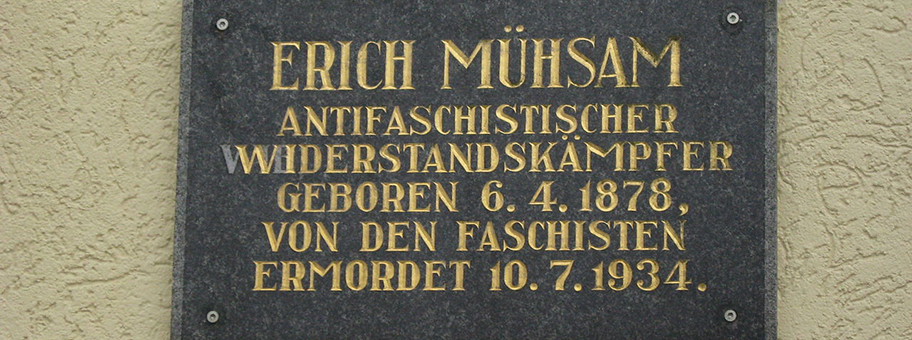 ERICH MÜHSAM
ANTIFASCHISTISCHER
WIDERSTANDSKÄMPFER
GEBOREN 6. 4. 1878,
VON DEN FASCHISTEN
ERMORDET 10. 7. 1934.